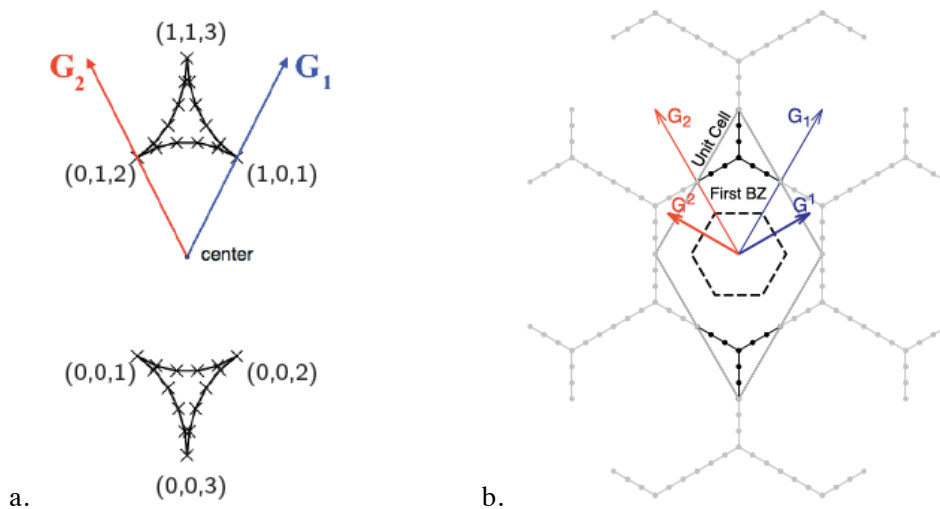 (1,1,3)
G2
G1
(0,1,2)
(1,0,1)
center
(0,0,1)
(0,0,2)
(0,0,3)
a.
G2
Unit Cell
G1
First BZ
G2
G1
b.